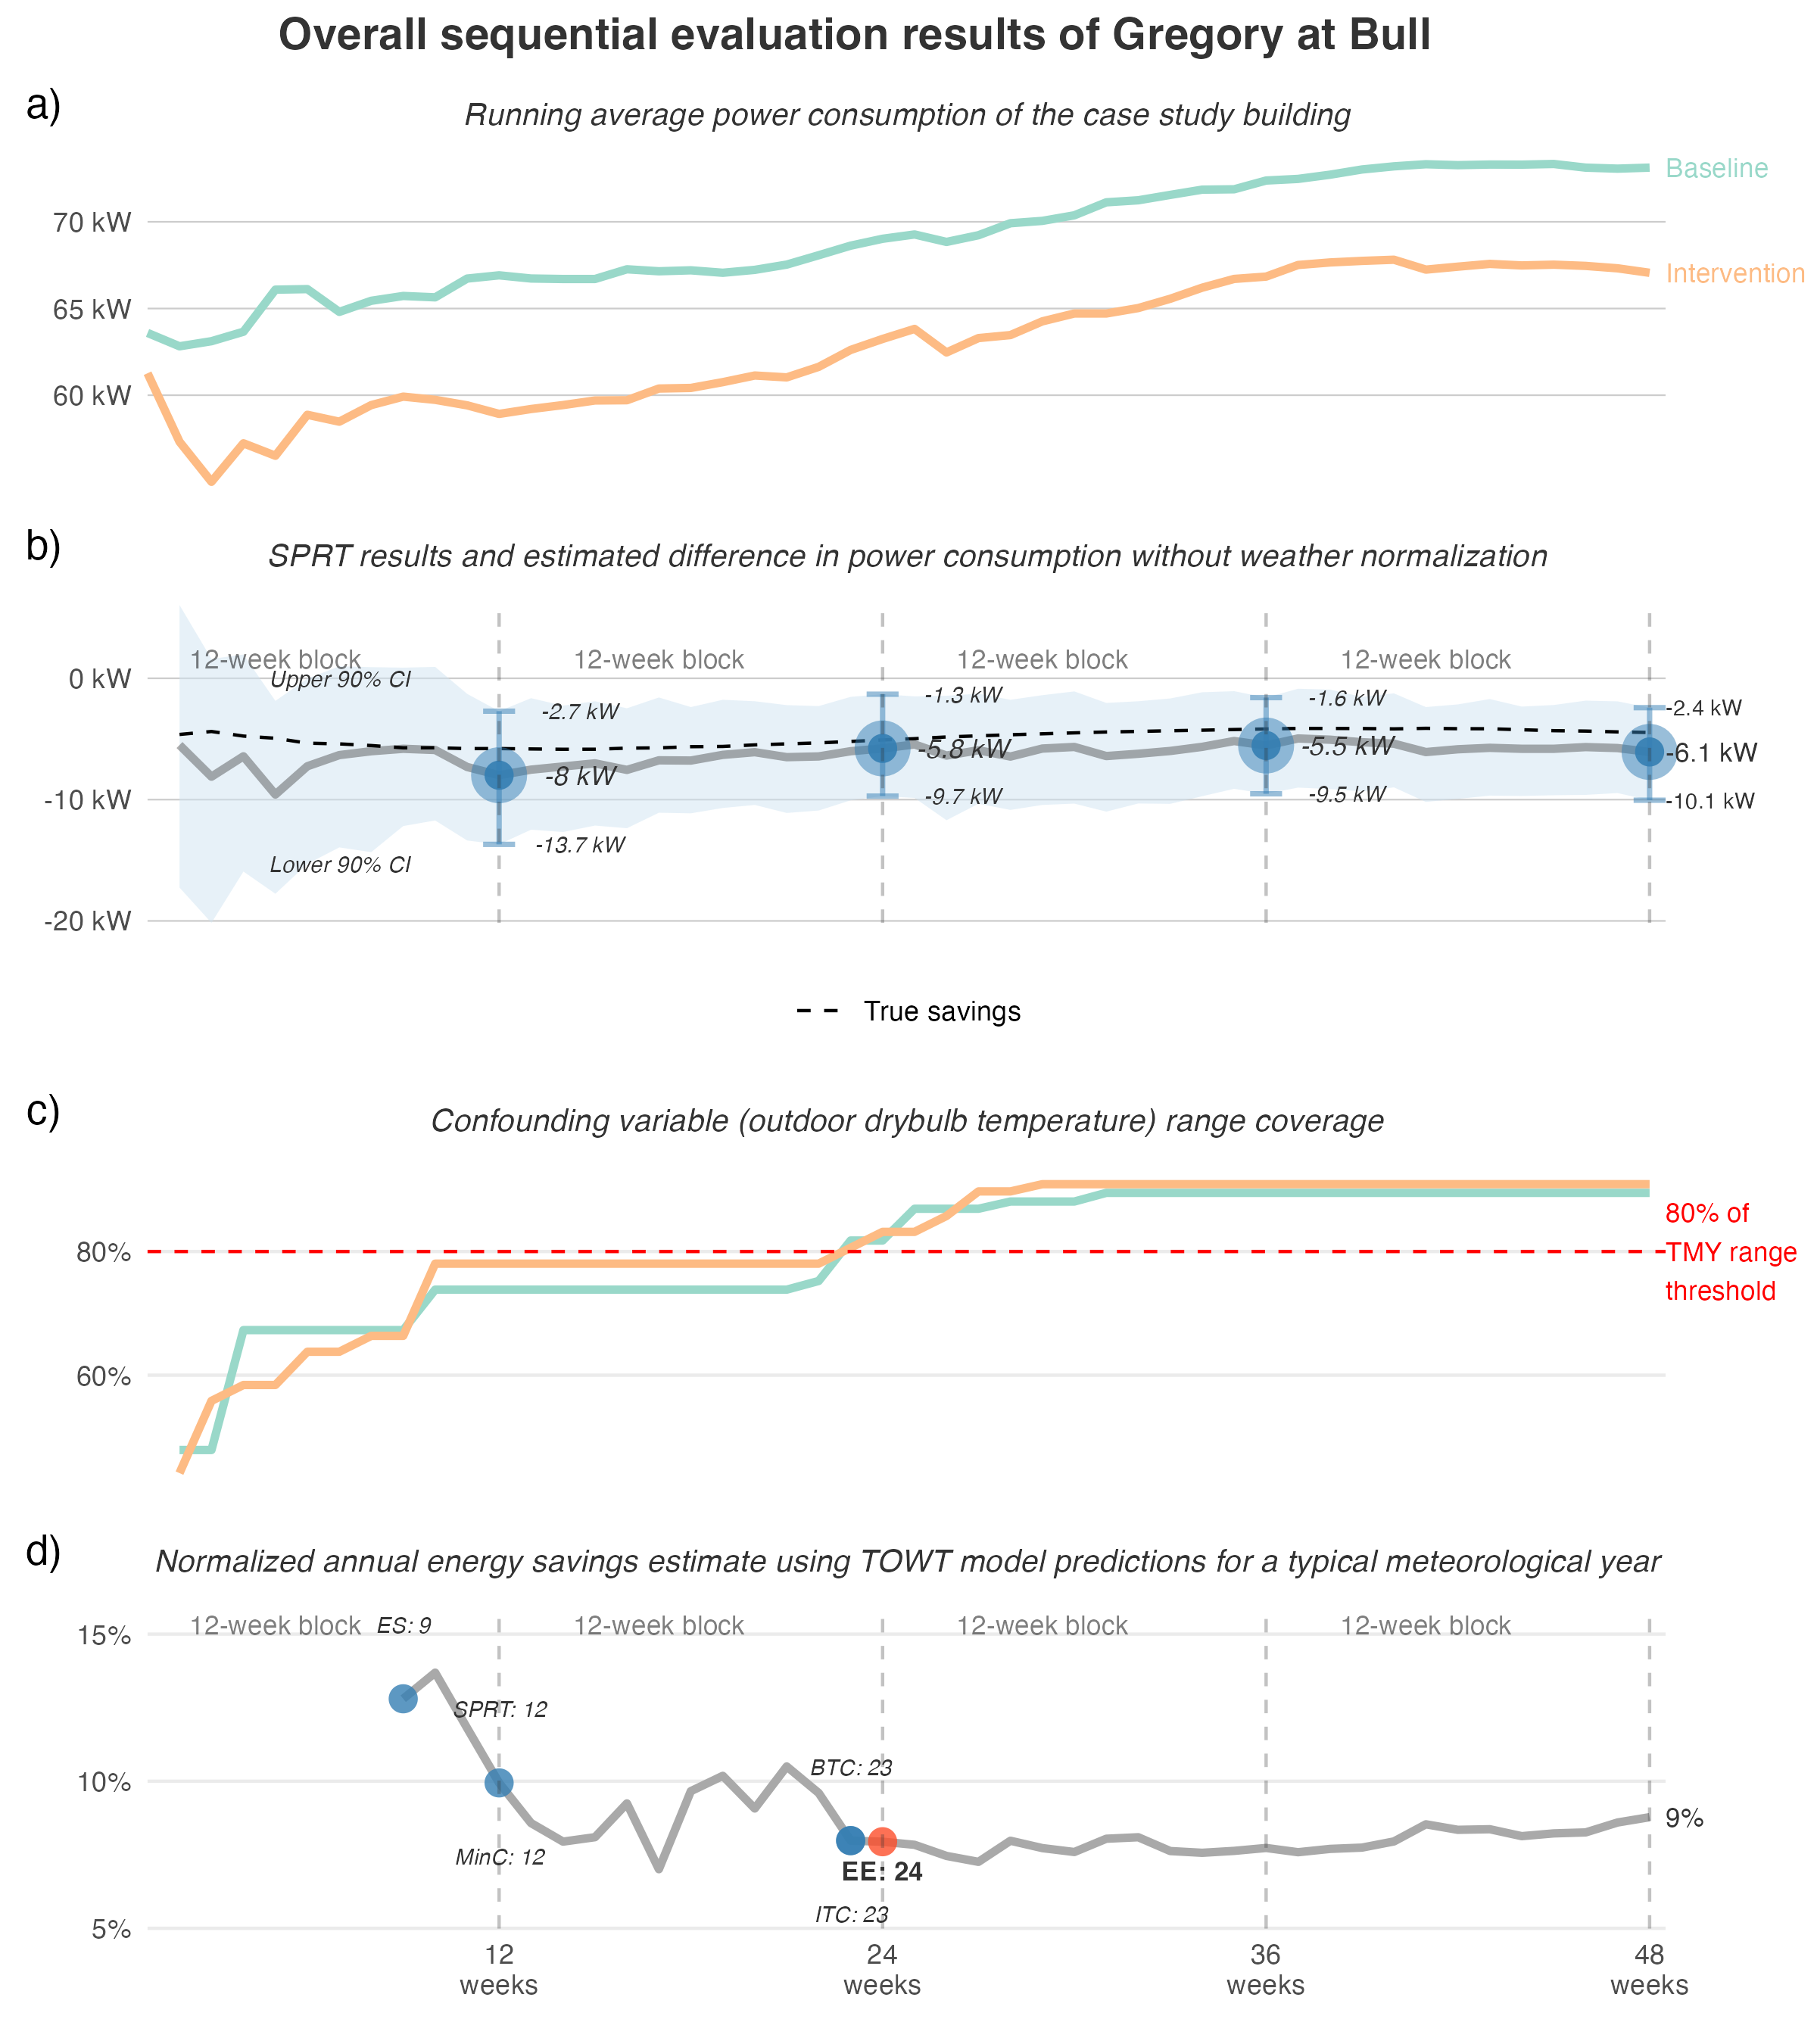 Overall sequential evaluation results of Gregory at Bull
a)
Running average power consumption of the case study building
Baseline
70 kW
Intervention
65 kW
60 kW
b)
SPRT results and estimated difference in power consumption without weather normalization
12-week block 12-week block 12-week block 12-week block
0 kW
Upper 90% CI
-2.7 kW -1.3 kW -1.6 kW -2.4 kW
-8 kW -5.8 kW -5.5 kW -6.1 kW
-10 kW
-13.7 kW -9.7 kW -9.5 kW -10.1 kW
Lower 90% CI
-20 kW
True savings
c)
Confounding variable (outdoor drybulb temperature) range coverage
80% of
TMY range
threshold
80%
60%
d)
Normalized annual energy savings estimate using TOWT model predictions for a typical meteorological year
12-week block ES: 9 12-week block 12-week block 12-week block
15%
SPRT: 12
BTC: 23
10%
9%
MinC: 12
EE: 24
ITC: 23
5%
12 24 36 48
weeks weeks weeks weeks